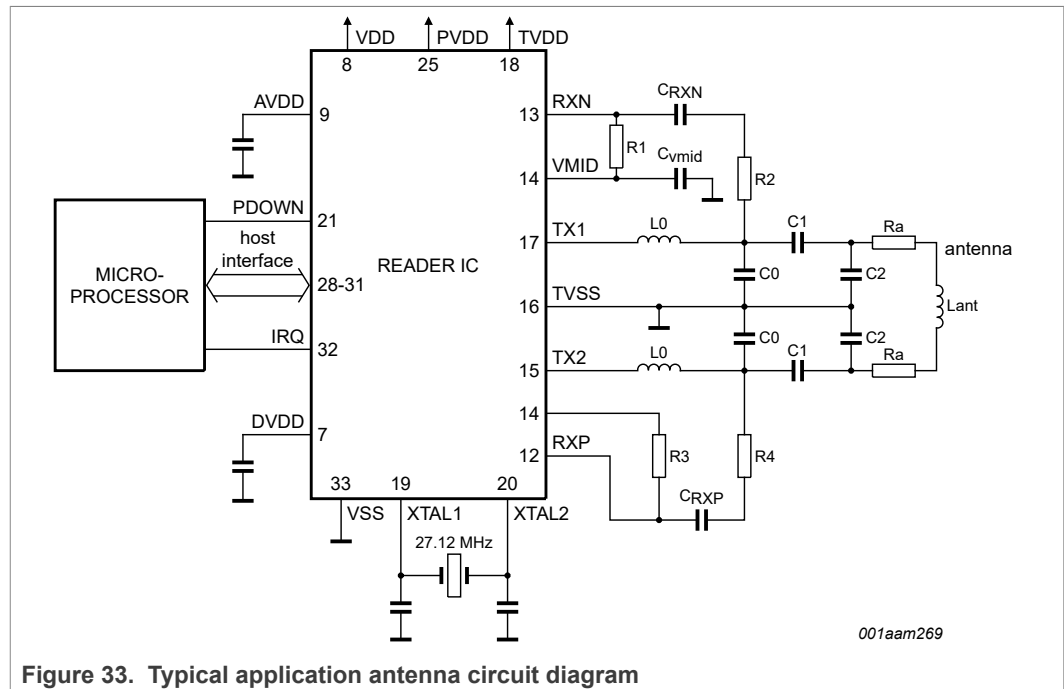 VDD
PVDD
TVDD
8
25
18
AVDD
9
13
RXN
CRXN
R1
VMID
14
Cvmid
R2
PDOWN
21
host
interface
READER IC
17
TX1
L0
C1
Ra
antenna
MICRO-
PROCESSOR
28-31
C0
C2
TVSS
16
Lant
IRQ
32
C0
C2
TX2
15
L0
C1
Ra
14
DVDD
7
RXP
12
R3
R4
33
19
20
CRXP
VSS
XTAL1
XTAL2
27.12 MHz
001aam269
Figure 33. Typical application antenna circuit diagram